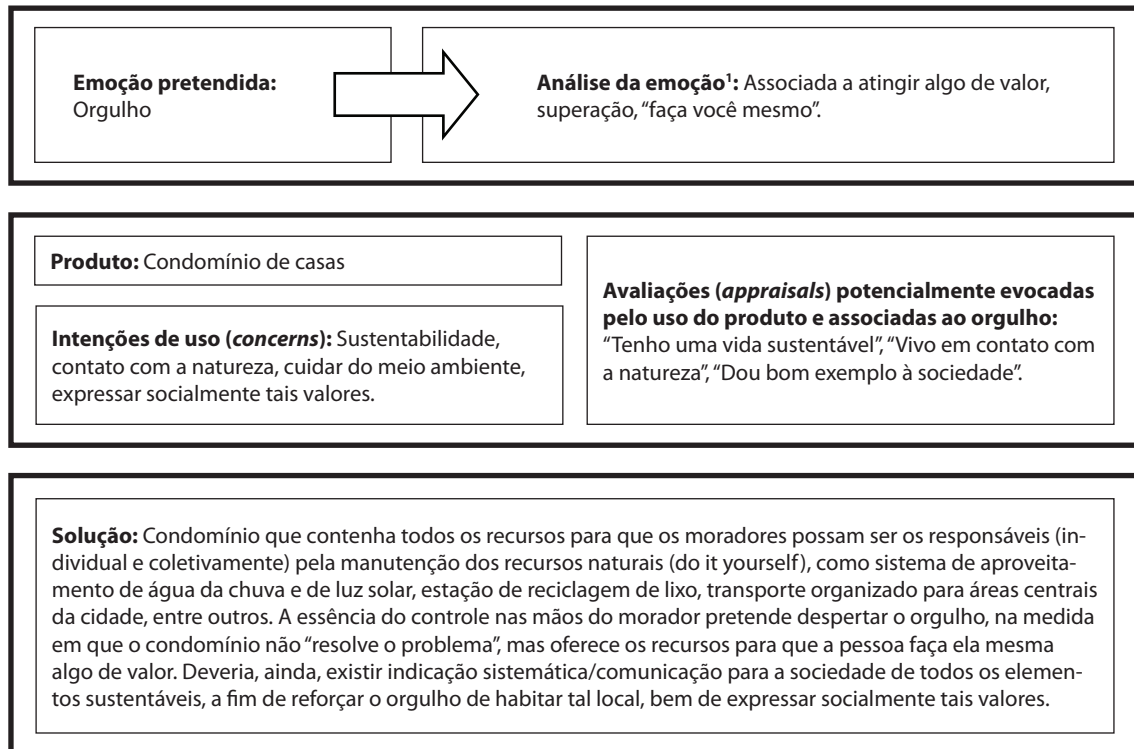 Emoção pretendida:
Orgulho
Análise da emoção¹: Associada a atingir algo de valor,
superação, “faça você mesmo”.
Produto: Condomínio de casas
Intenções de uso (concerns): Sustentabilidade,
contato com a natureza, cuidar do meio ambiente,
expressar socialmente tais valores.
Avaliações (appraisals) potencialmente evocadas
pelo uso do produto e associadas ao orgulho:
“Tenho uma vida sustentável”, “Vivo em contato com
a natureza”, “Dou bom exemplo à sociedade”.
Solução: Condomínio que contenha todos os recursos para que os moradores possam ser os responsáveis (in-
dividual e coletivamente) pela manutenção dos recursos naturais (do it yourself), como sistema de aproveita-
mento de água da chuva e de luz solar, estação de reciclagem de lixo, transporte organizado para áreas centrais
da cidade, entre outros. A essência do controle nas mãos do morador pretende despertar o orgulho, na medida
em que o condomínio não “resolve o problema”, mas oferece os recursos para que a pessoa faça ela mesma
algo de valor. Deveria, ainda, existir indicação sistemática/comunicação para a sociedade de todos os elemen-
tos sustentáveis, a fim de reforçar o orgulho de habitar tal local, bem de expressar socialmente tais valores.